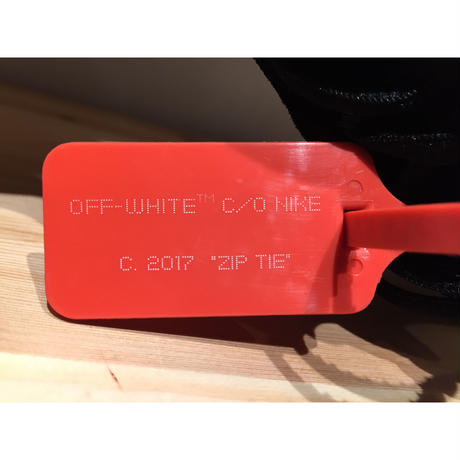 OFF-WHITE™ C/O NIKE
C. 2017 "ZIP TIE"